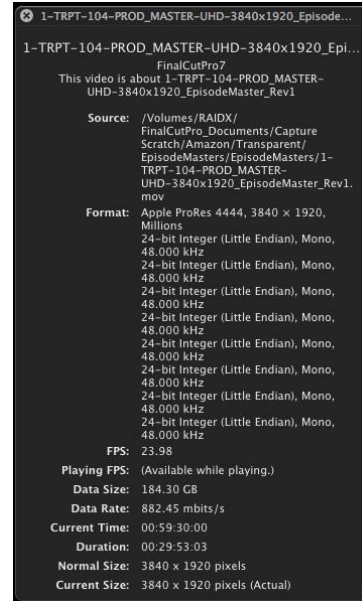 1-TRPT-104-PROD_MASTER-UHD-3840x1920_Episode...
1-TRPT-104-PROD_MASTER-UHD-3840x1920_Epi...
FinalCutPro7
This video is about 1-TRPT-104-PROD_MASTER-
UHD-3840x1920_EpisodeMaster_Rev1
Source: /Volumes/RAIDX/
FinalCutPro_Documents/Capture
Scratch/Amazon/Transparent/
EpisodeMasters/EpisodeMasters/1-
TRPT-104-PROD_MASTER-
UHD-3840x1920_EpisodeMaster_Rev1.
mov
Format: Apple ProRes 4444, 3840 × 1920,
Millions
24-bit Integer (Little Endian), Mono,
48.000 kHz
24-bit Integer (Little Endian), Mono,
48.000 kHz
24-bit Integer (Little Endian), Mono,
48.000 kHz
24-bit Integer (Little Endian), Mono,
48.000 kHz
24-bit Integer (Little Endian), Mono,
48.000 kHz
24-bit Integer (Little Endian), Mono,
48.000 kHz
24-bit Integer (Little Endian), Mono,
48.000 kHz
24-bit Integer (Little Endian), Mono,
48.000 kHz
FPS: 23.98
Playing FPS: (Available while playing.)
Data Size: 184.30 GB
Data Rate: 882.45 mbits/s
Current Time: 00:59:30:00
Duration: 00:29:53:03
Normal Size: 3840 x 1920 pixels
Current Size: 3840 x 1920 pixels (Actual)